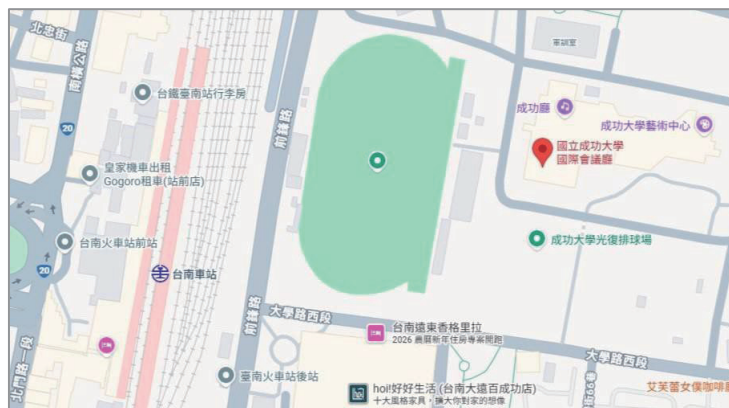 北忠街
南橫公路
20
台鐵臺南站行李房
皇家機車出租
Gogoro租車(站前店)
台南火車站前站
20
台南車站
北門路一段
臺南火車站後站
前鋒路
前鋒路
軍訓室
成功廳
成功大學藝術中心
國立成功大學
國際會議廳
成功大學光復排球場
大學路西段
台南遠東香格里拉
2026 農曆新年住房專案開跑
大學路西段
hoi!好好生活 (台南大遠百成功店)
十大風格家具，擴大你對家的想像
艾芙蕾女僕咖啡廳